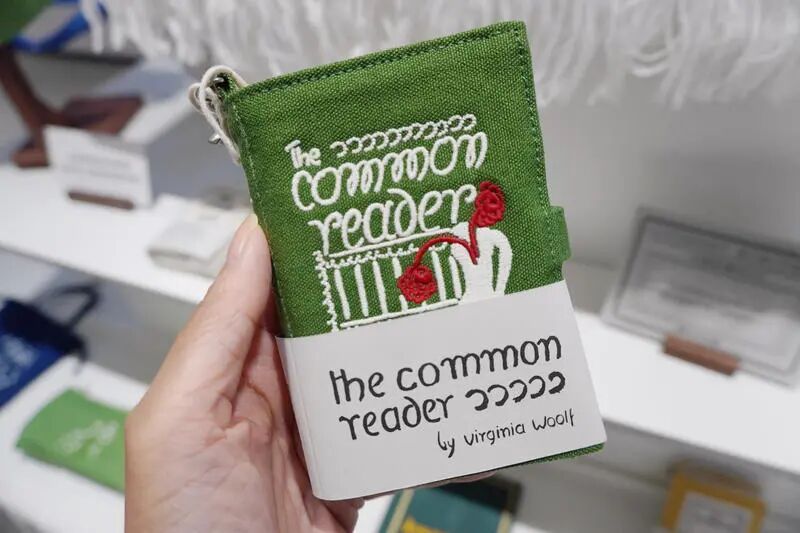 The
common
reader
the common
reader
by Virginia Woolf